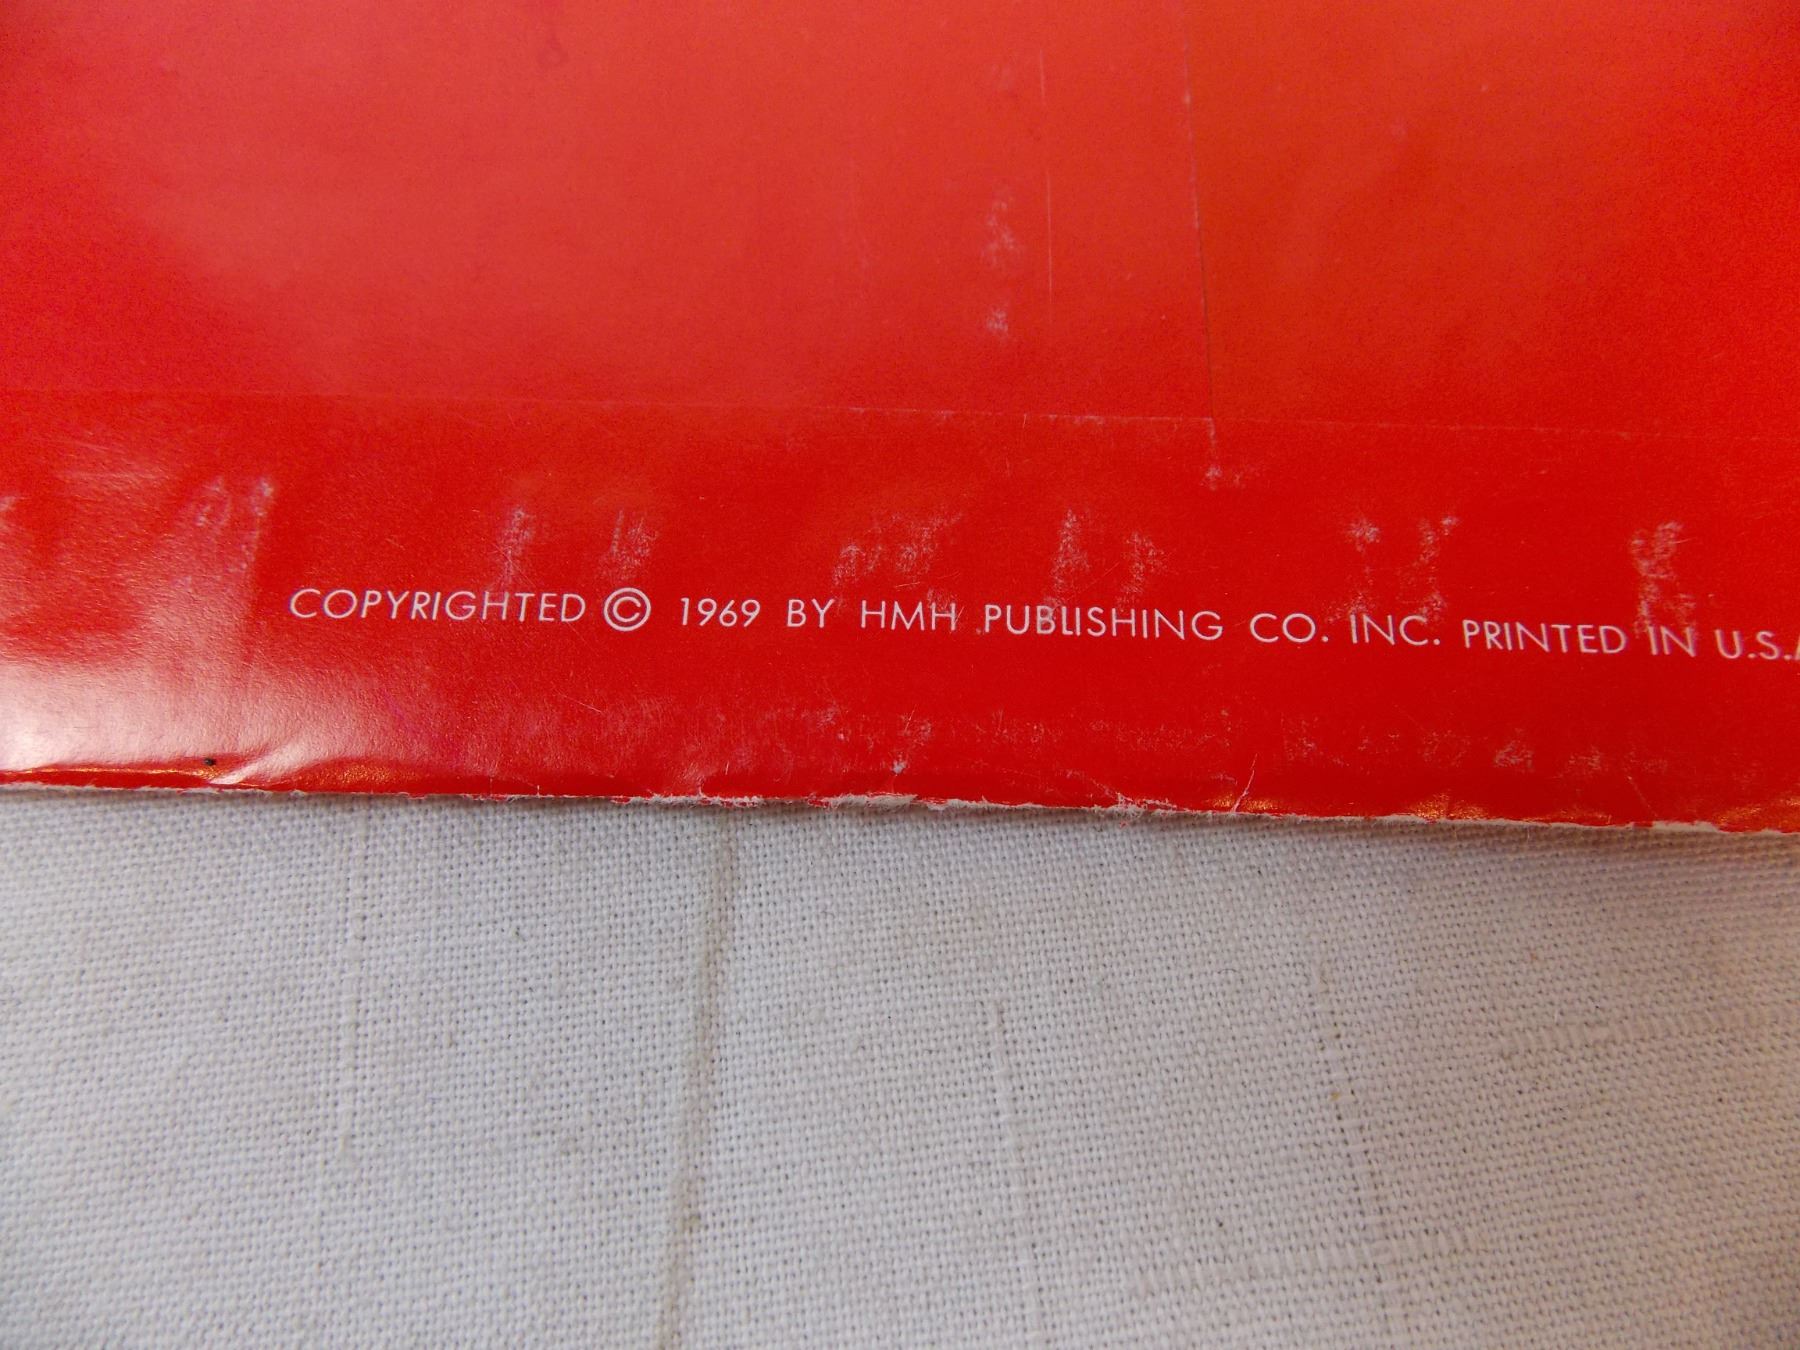 COPYRIGHTED © 1969 BY HMH PUBLISHING CO. INC. PRINTED IN U.S.A